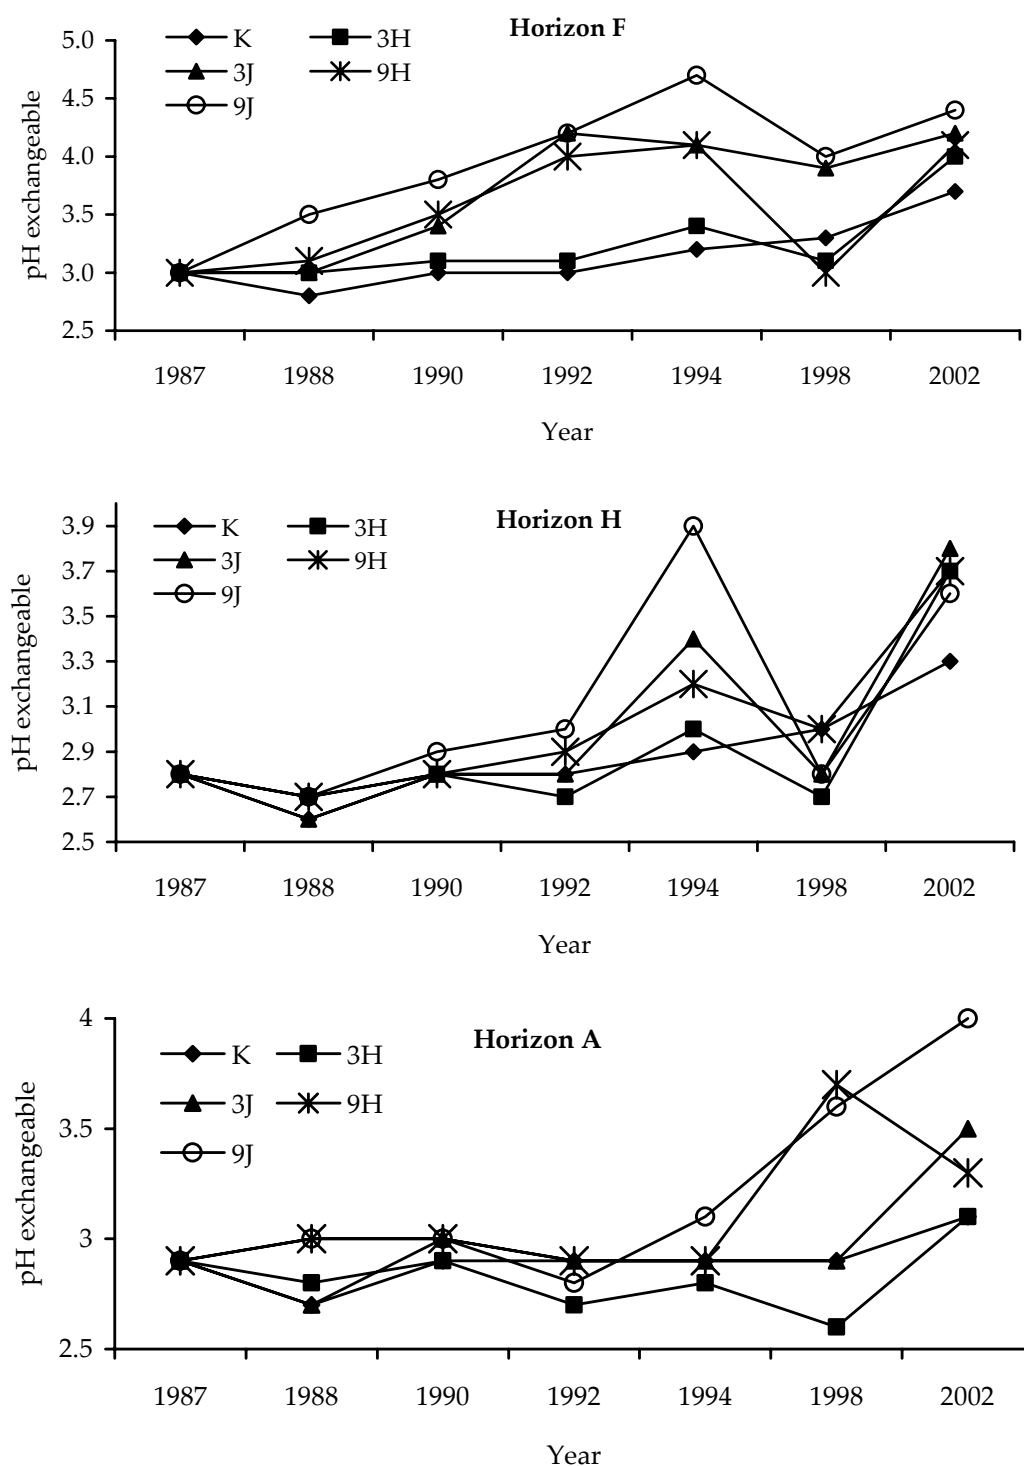 Horizon F
K 3H
3J 9H
9J
pH exchangeable
5.0
4.5
4.0
3.5
3.0
2.5
1987 1988 1990 1992 1994 1998 2002
Year
Horizon H
K 3H
3J 9H
9J
pH exchangeable
3.9
3.7
3.5
3.3
3.1
2.9
2.7
2.5
1987 1988 1990 1992 1994 1998 2002
Year
Horizon A
K 3H
3J 9H
9J
pH exchangeable
4
3.5
3
2.5
1987 1988 1990 1992 1994 1998 2002
Year